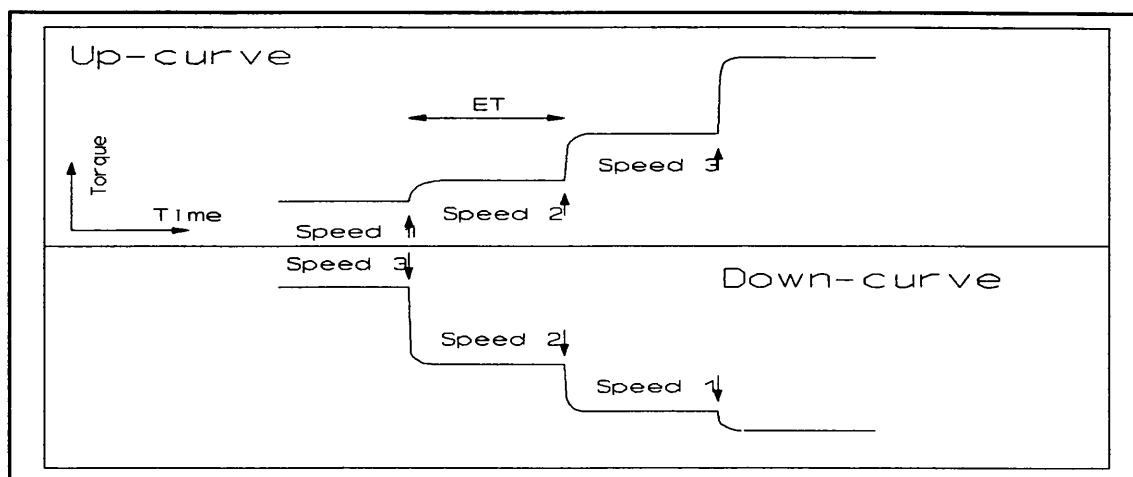 Up-curve
ET
Torque
Speed 3
Time
Speed 2
Speed 1
Speed 3
Down-curve
Speed 2
Speed 1